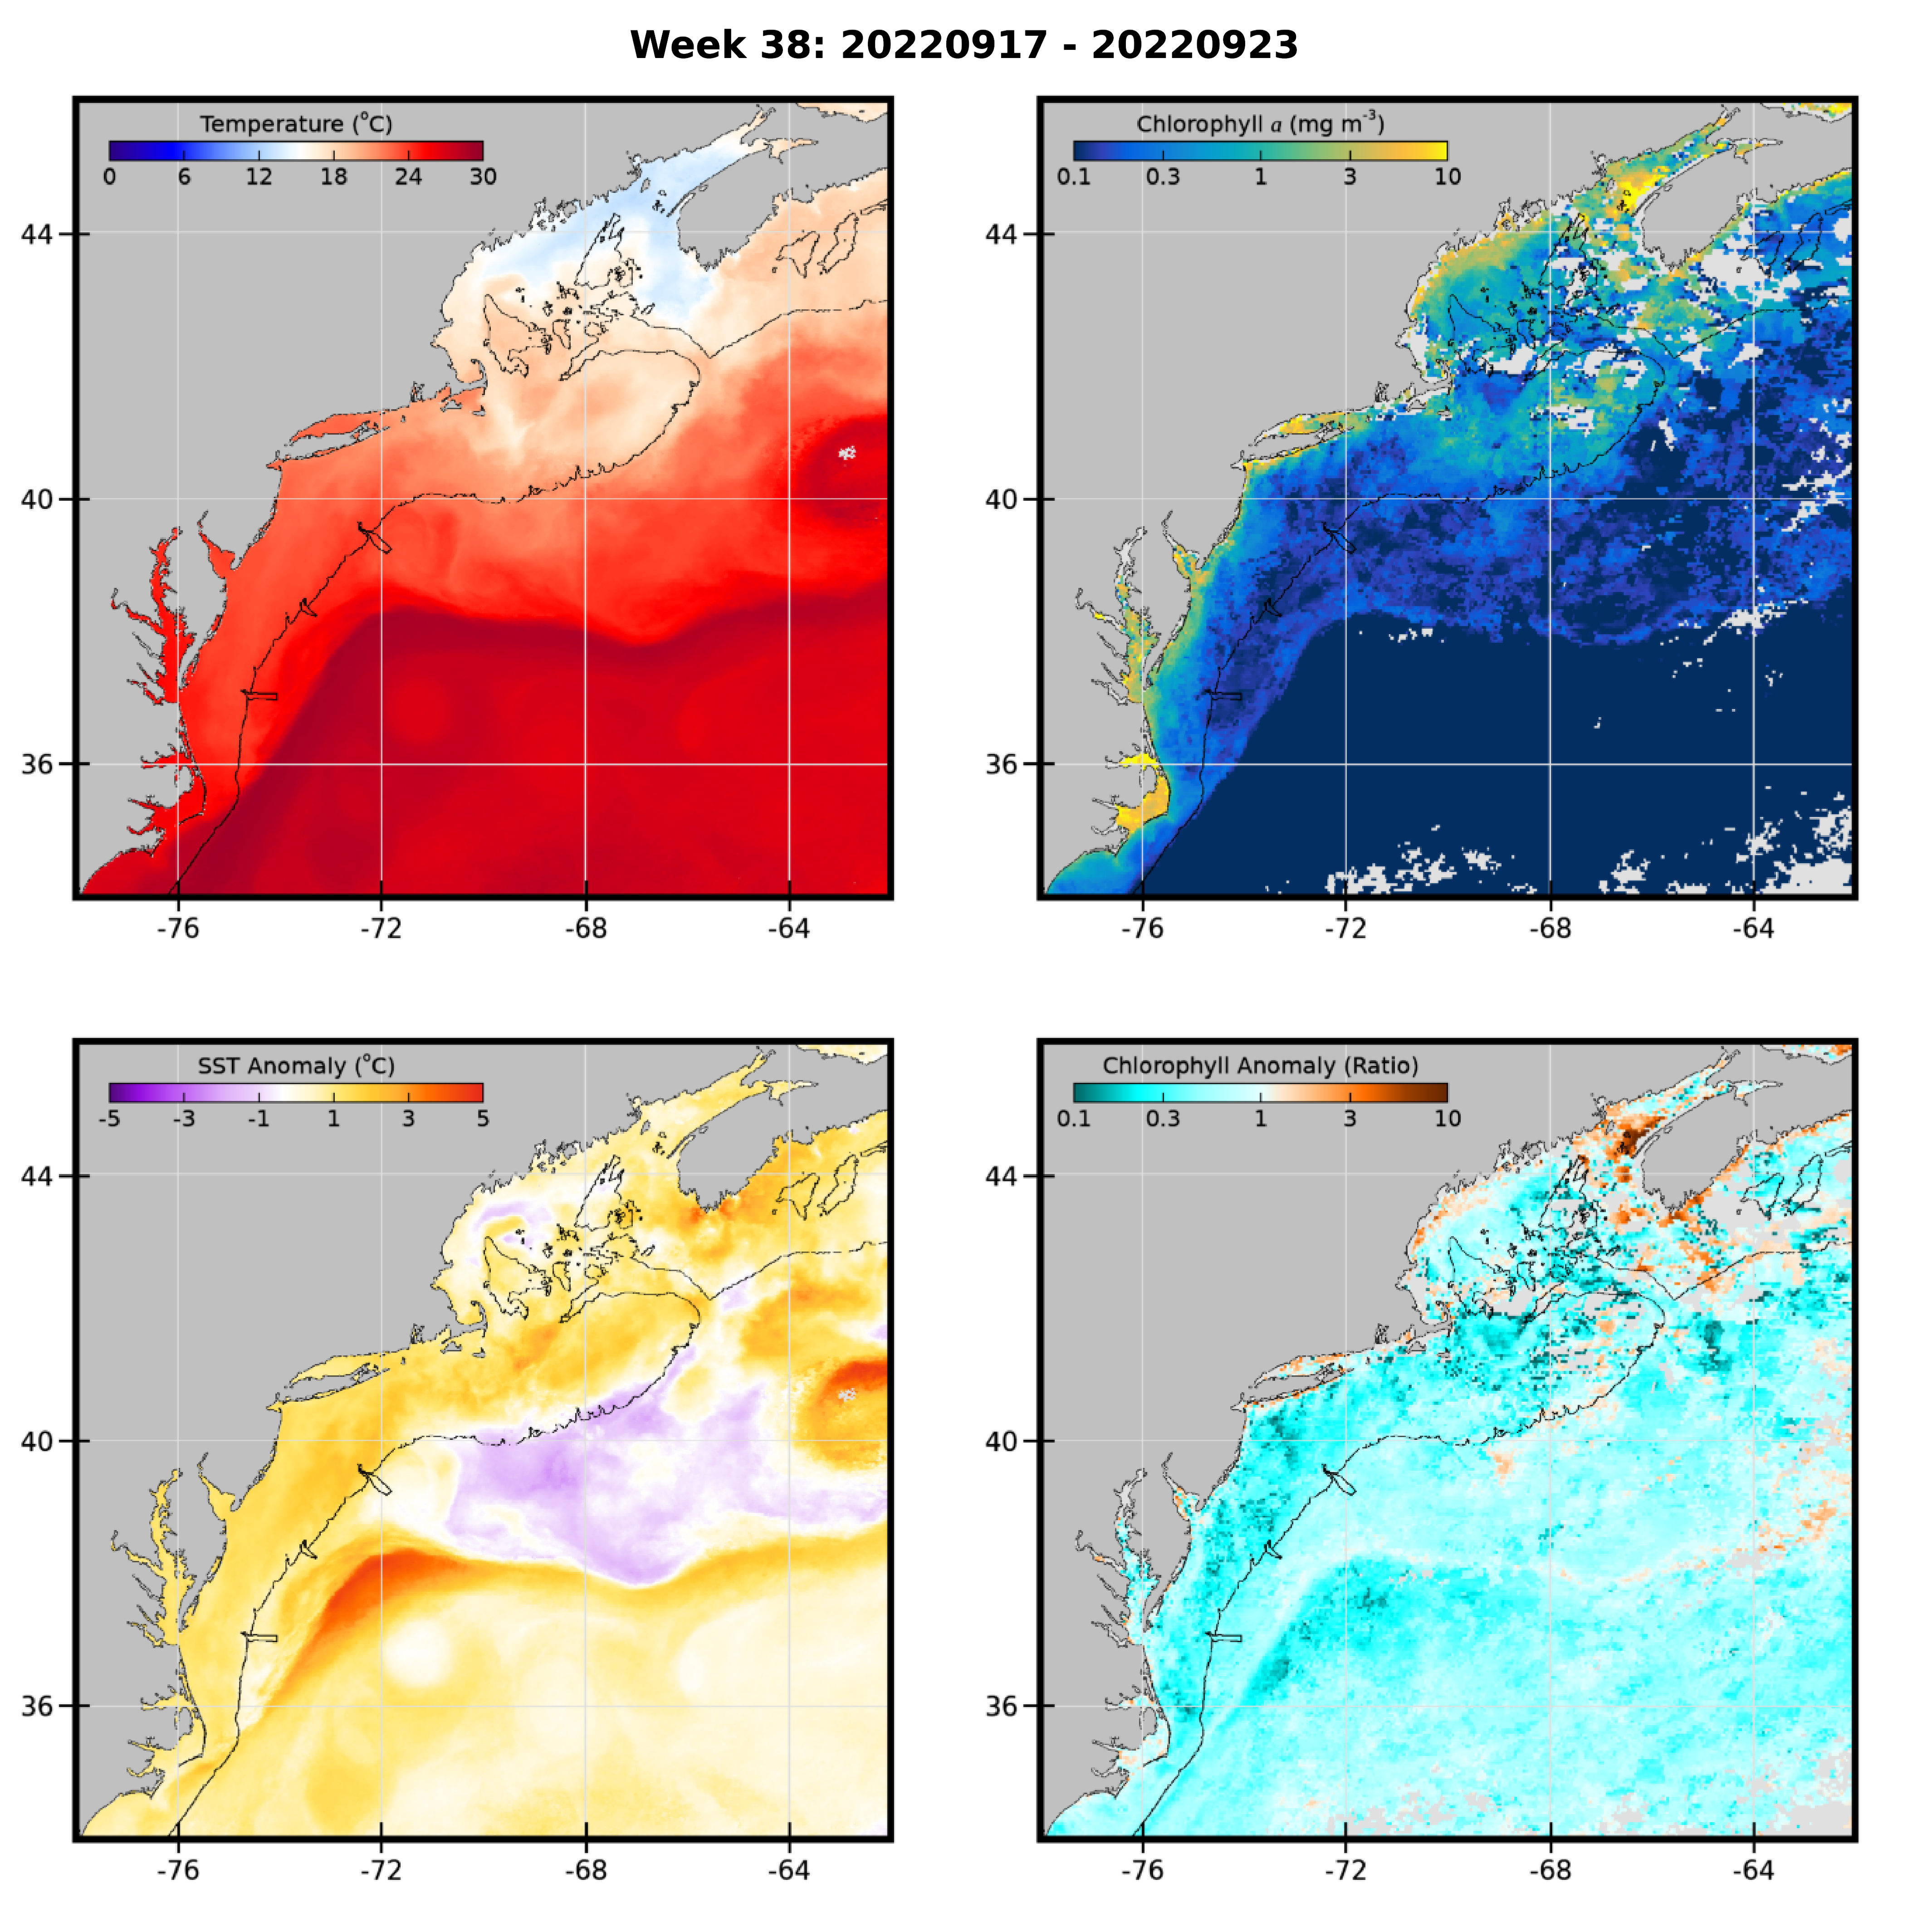 Week 38: 20220917 - 20220923
Temperature (°C)
0 6 12 18 24 30
44
40
36
-76 -72 -68 -64
Chlorophyll a (mg m⁻³)
0.1 0.3 1 3 10
44
40
36
-76 -72 -68 -64
SST Anomaly (°C)
-5 -3 -1 1 3 5
44
40
36
-76 -72 -68 -64
Chlorophyll Anomaly (Ratio)
0.1 0.3 1 3 10
44
40
36
-76 -72 -68 -64